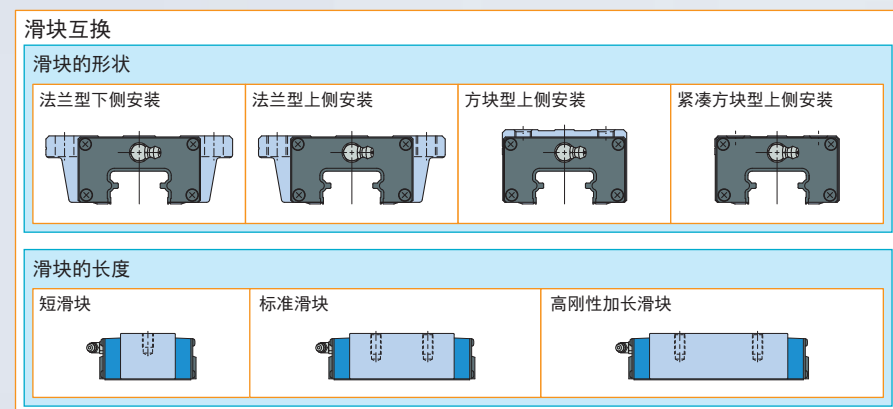 滑块互换
滑块的形状
法兰型下侧安装
法兰型上侧安装
方块型上侧安装
紧凑方块型上侧安装
滑块的长度
短滑块
标准滑块
高刚性加长滑块